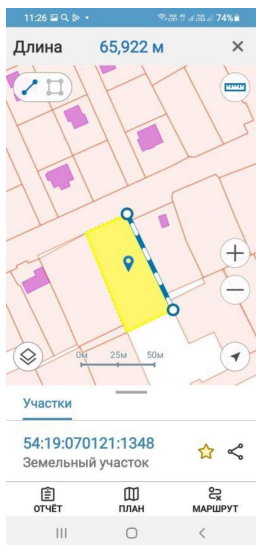 11:26 74%
Длина 65,922 м
0м 25м 50м
Участки
54:19:070121:1348
Земельный участок
ОТЧЁТ ПЛАН МАРШРУТ